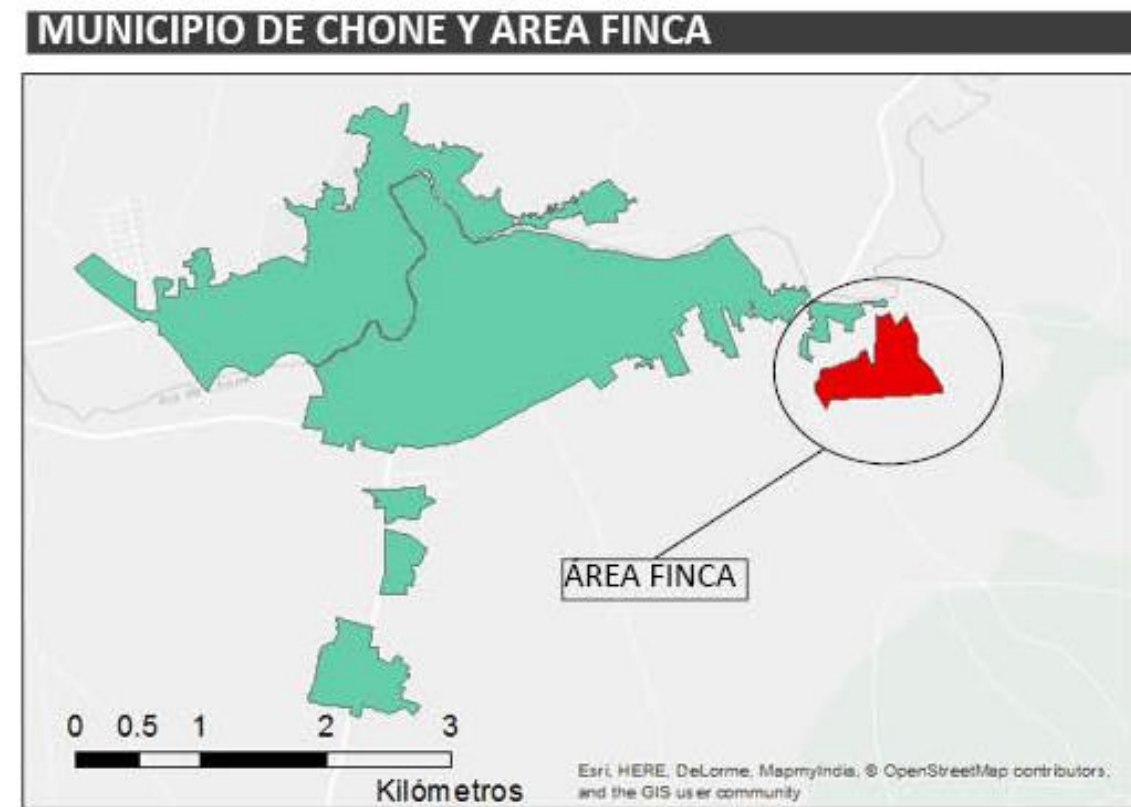 MUNICIPIO DE CHONE Y ÁREA FINCA
ÁREA FINCA
0 0.5 1 2 3
Kilómetros
Esri, HERE, DeLorme, MapmyIndia, © OpenStreetMap contributors,
and the GIS user community